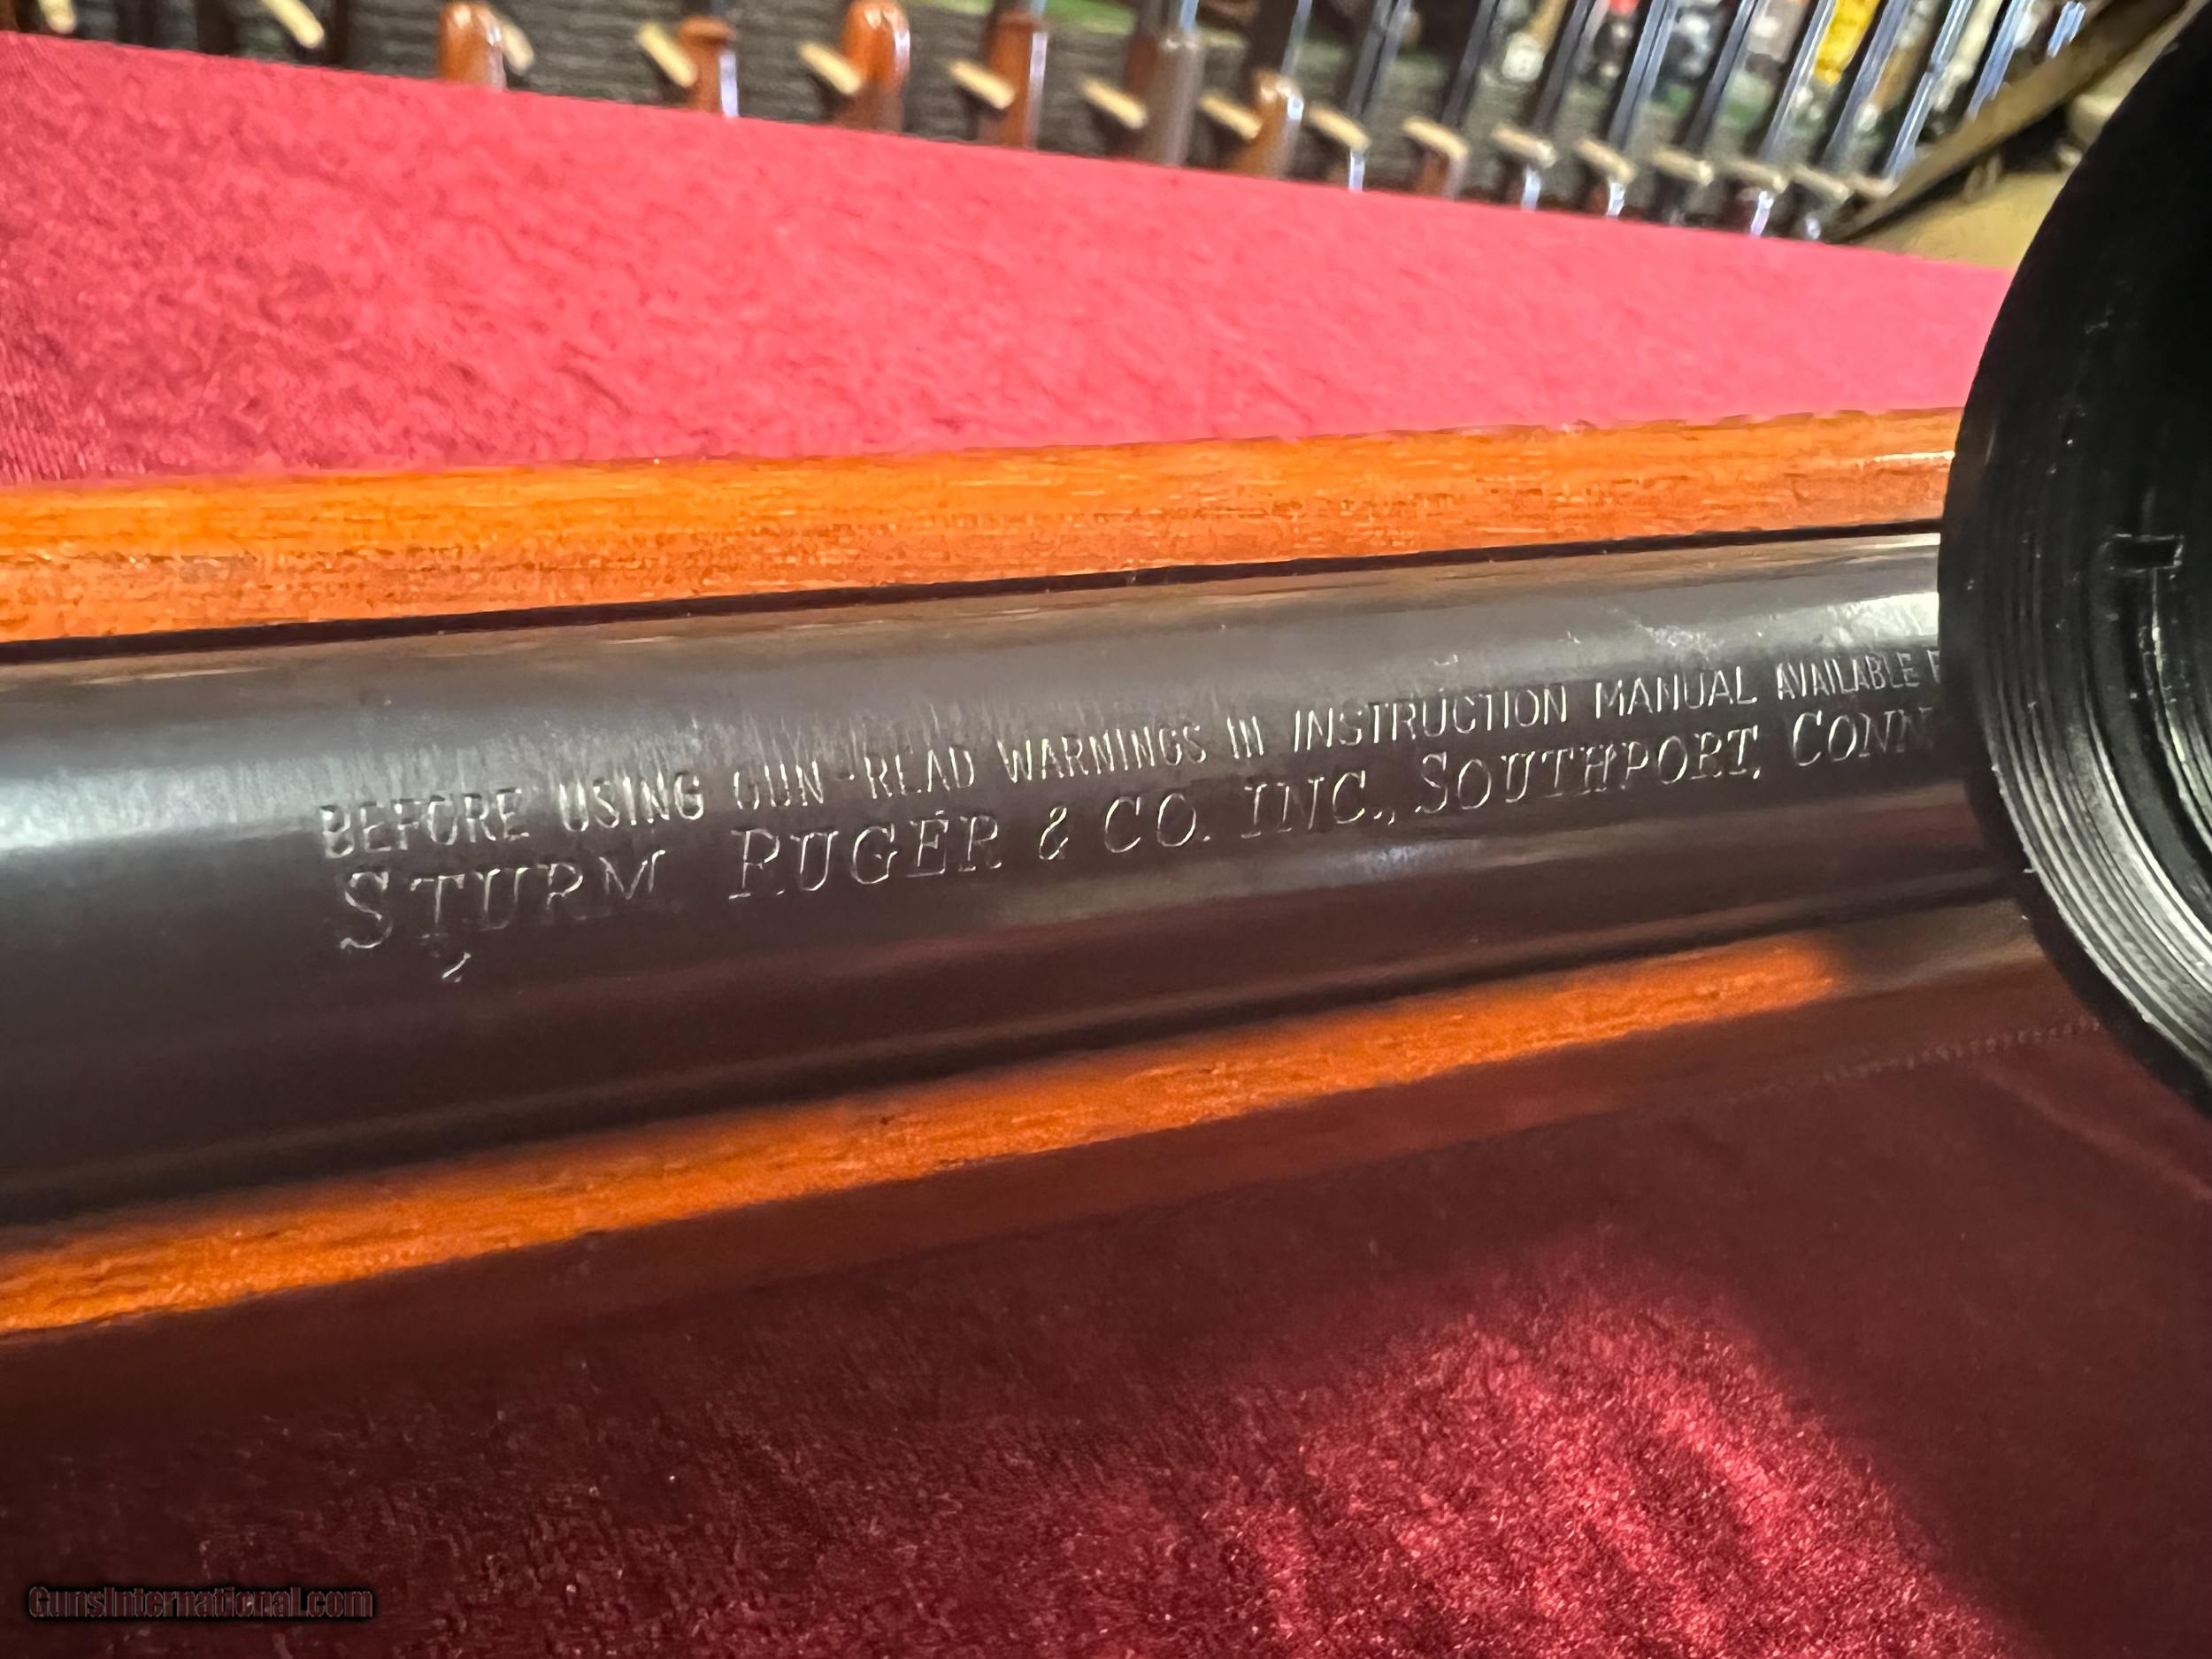 BEFORE USING GUN-READ WARNINGS IN INSTRUCTION MANUAL AVAILABLE F
STURM RUGER & CO. INC., SOUTHPORT, CONN
GunsInternational.com